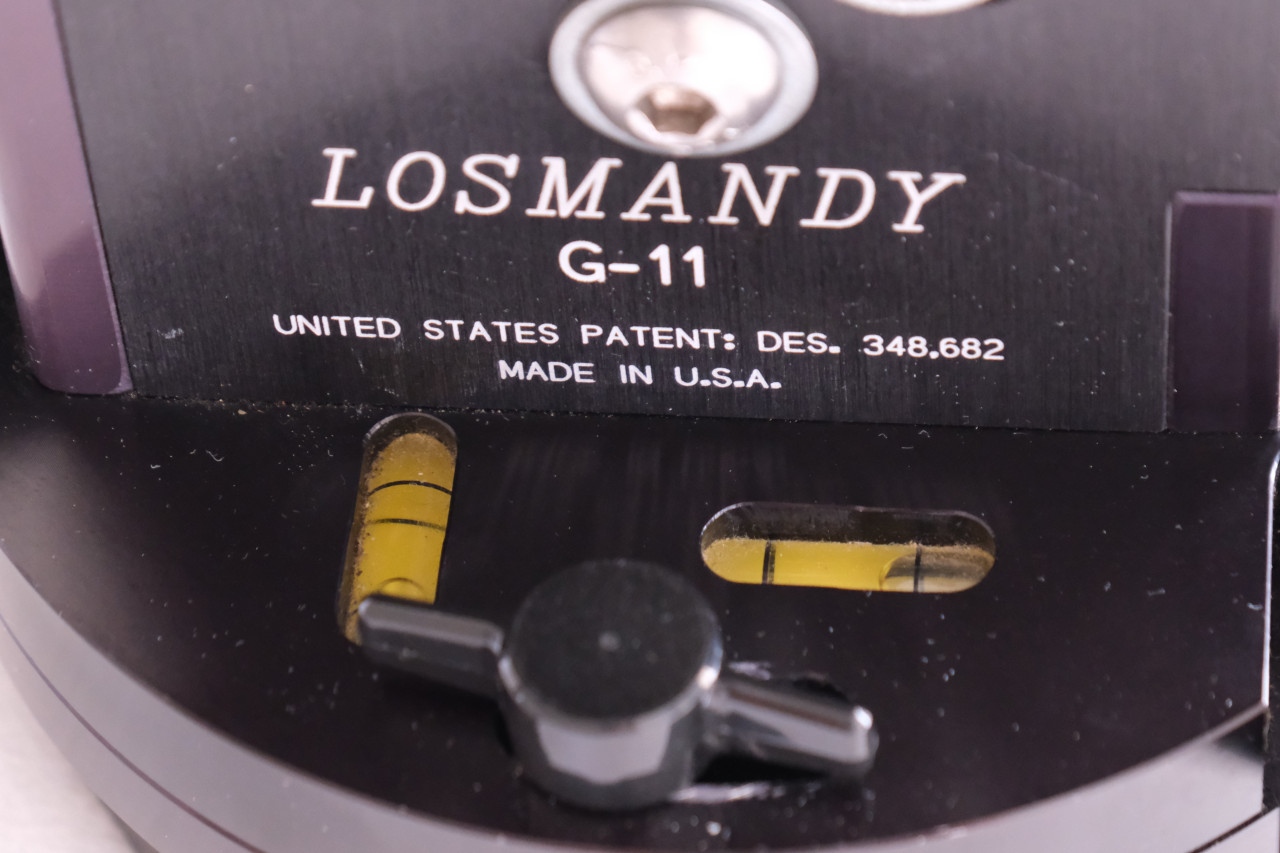 LOSMANDY
G-11
UNITED STATES PATENT: DES. 348,682
MADE IN U.S.A.